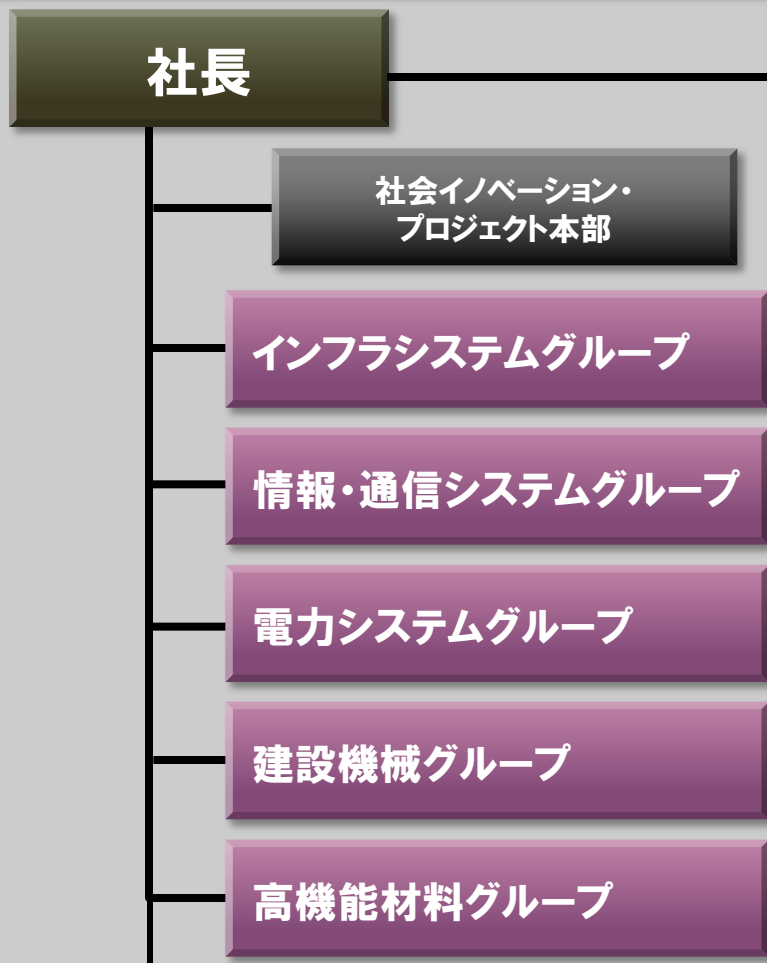 社長
社会イノベーション・
プロジェクト本部
インフラシステムグループ
情報・通信システムグループ
電力システムグループ
建設機械グループ
高機能材料グループ